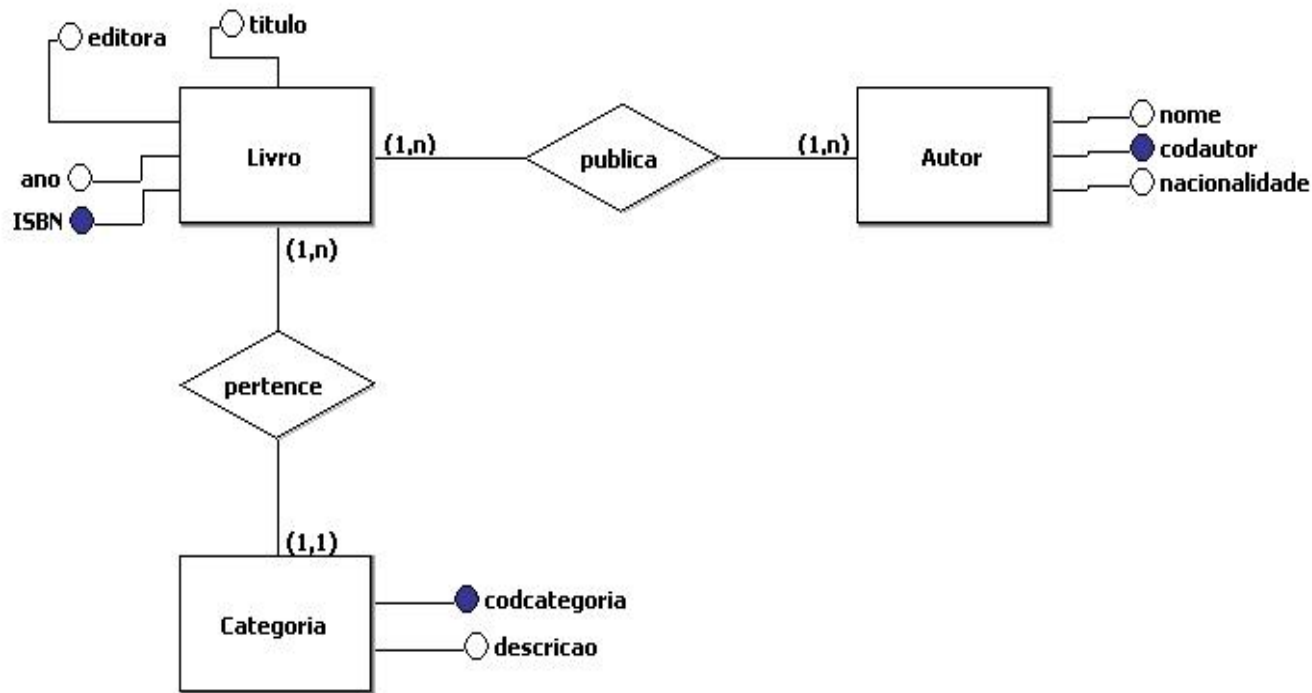 editora
titulo
ano
ISBN
Livro
(1,n)
publica
(1,n)
Autor
nome
codautor
nacionalidade
(1,n)
pertence
(1,1)
Categoria
codcategoria
descricao